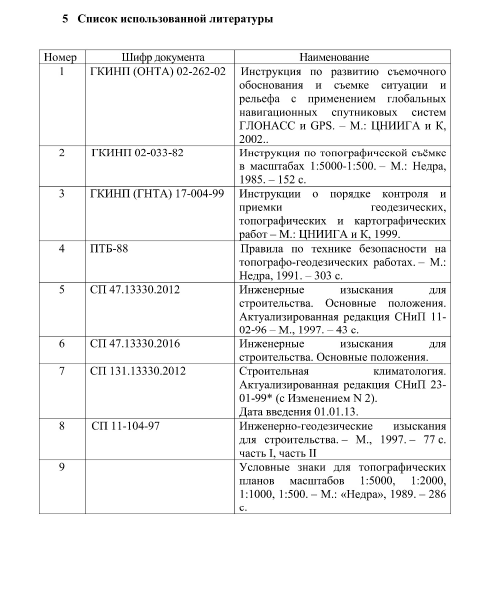 5 Список использованной литературы
Номер Шифр документа Наименование
1 ГКИНП (ОНТА) 02-262-02 Инструкция по развитию съемочного
обоснования и съемке ситуации и
рельефа с применением глобальных
навигационных спутниковых систем
ГЛОНАСС и GPS. – М.: ЦНИИГА и К,
2002..
2 ГКИНП 02-033-82 Инструкция по топографической съёмке
в масштабах 1:5000-1:500. – М.: Недра,
1985. – 152 с.
3 ГКИНП (ГНТА) 17-004-99 Инструкции о порядке контроля и
приемки геодезических,
топографических и картографических
работ – М.: ЦНИИГА и К, 1999.
4 ПТБ-88 Правила по технике безопасности на
топографо-геодезических работах. – М.:
Недра, 1991. – 303 с.
5 СП 47.13330.2012 Инженерные изыскания для
строительства. Основные положения.
Актуализированная редакция СНиП 11-
02-96 – М., 1997. – 43 с.
6 СП 47.13330.2016 Инженерные изыскания для
строительства. Основные положения.
7 СП 131.13330.2012 Строительная климатология.
Актуализированная редакция СНиП 23-
01-99* (с Изменением N 2).
Дата введения 01.01.13.
8 СП 11-104-97 Инженерно-геодезические изыскания
для строительства. – М., 1997. – 77 с.
часть I, часть II
9 Условные знаки для топографических
планов масштабов 1:5000, 1:2000,
1:1000, 1:500. – М.: «Недра», 1989. – 286
с.